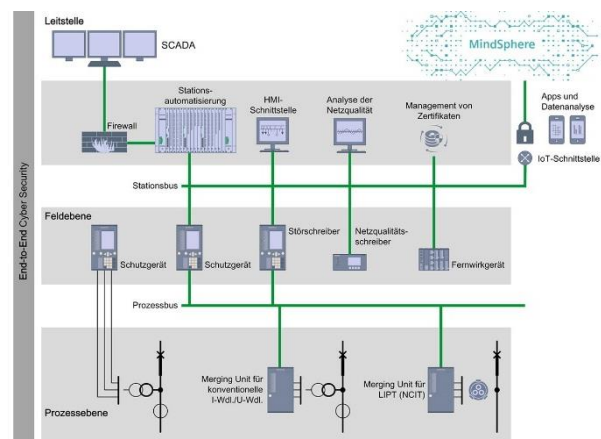 Leitstelle
SCADA
MindSphere
Stations-
automatisierung
HMI-
Schnittstelle
Analyse der
Netzqualität
Management von
Zertifikaten
Apps und
Datenanalyse
Firewall
IoT-Schnittstelle
Stationsbus
End-to-End Cyber Security
Feldebene
Störschreiber
Netzqualitäts-
schreiber
Schutzgerät
Schutzgerät
Fernwirkgerät
Prozessbus
Merging Unit für
konventionelle
I-Wdl./U-Wdl.
Merging Unit für
LIPT (NCIT)
Prozessebene